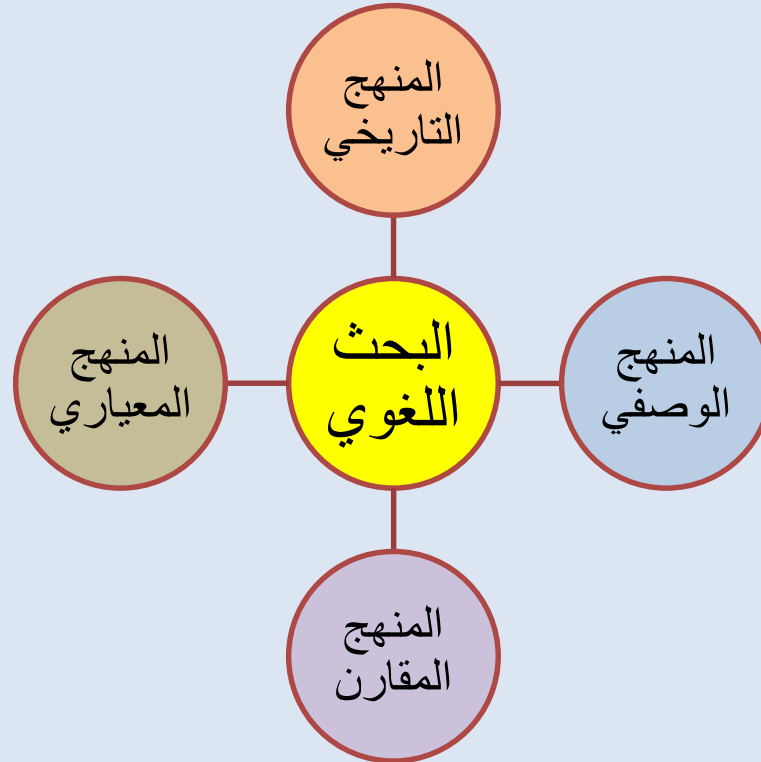 المنهج
التاريخي
المنهج
الوصفي
البحث
اللغوي
المنهج
المعياري
المنهج
المقارن